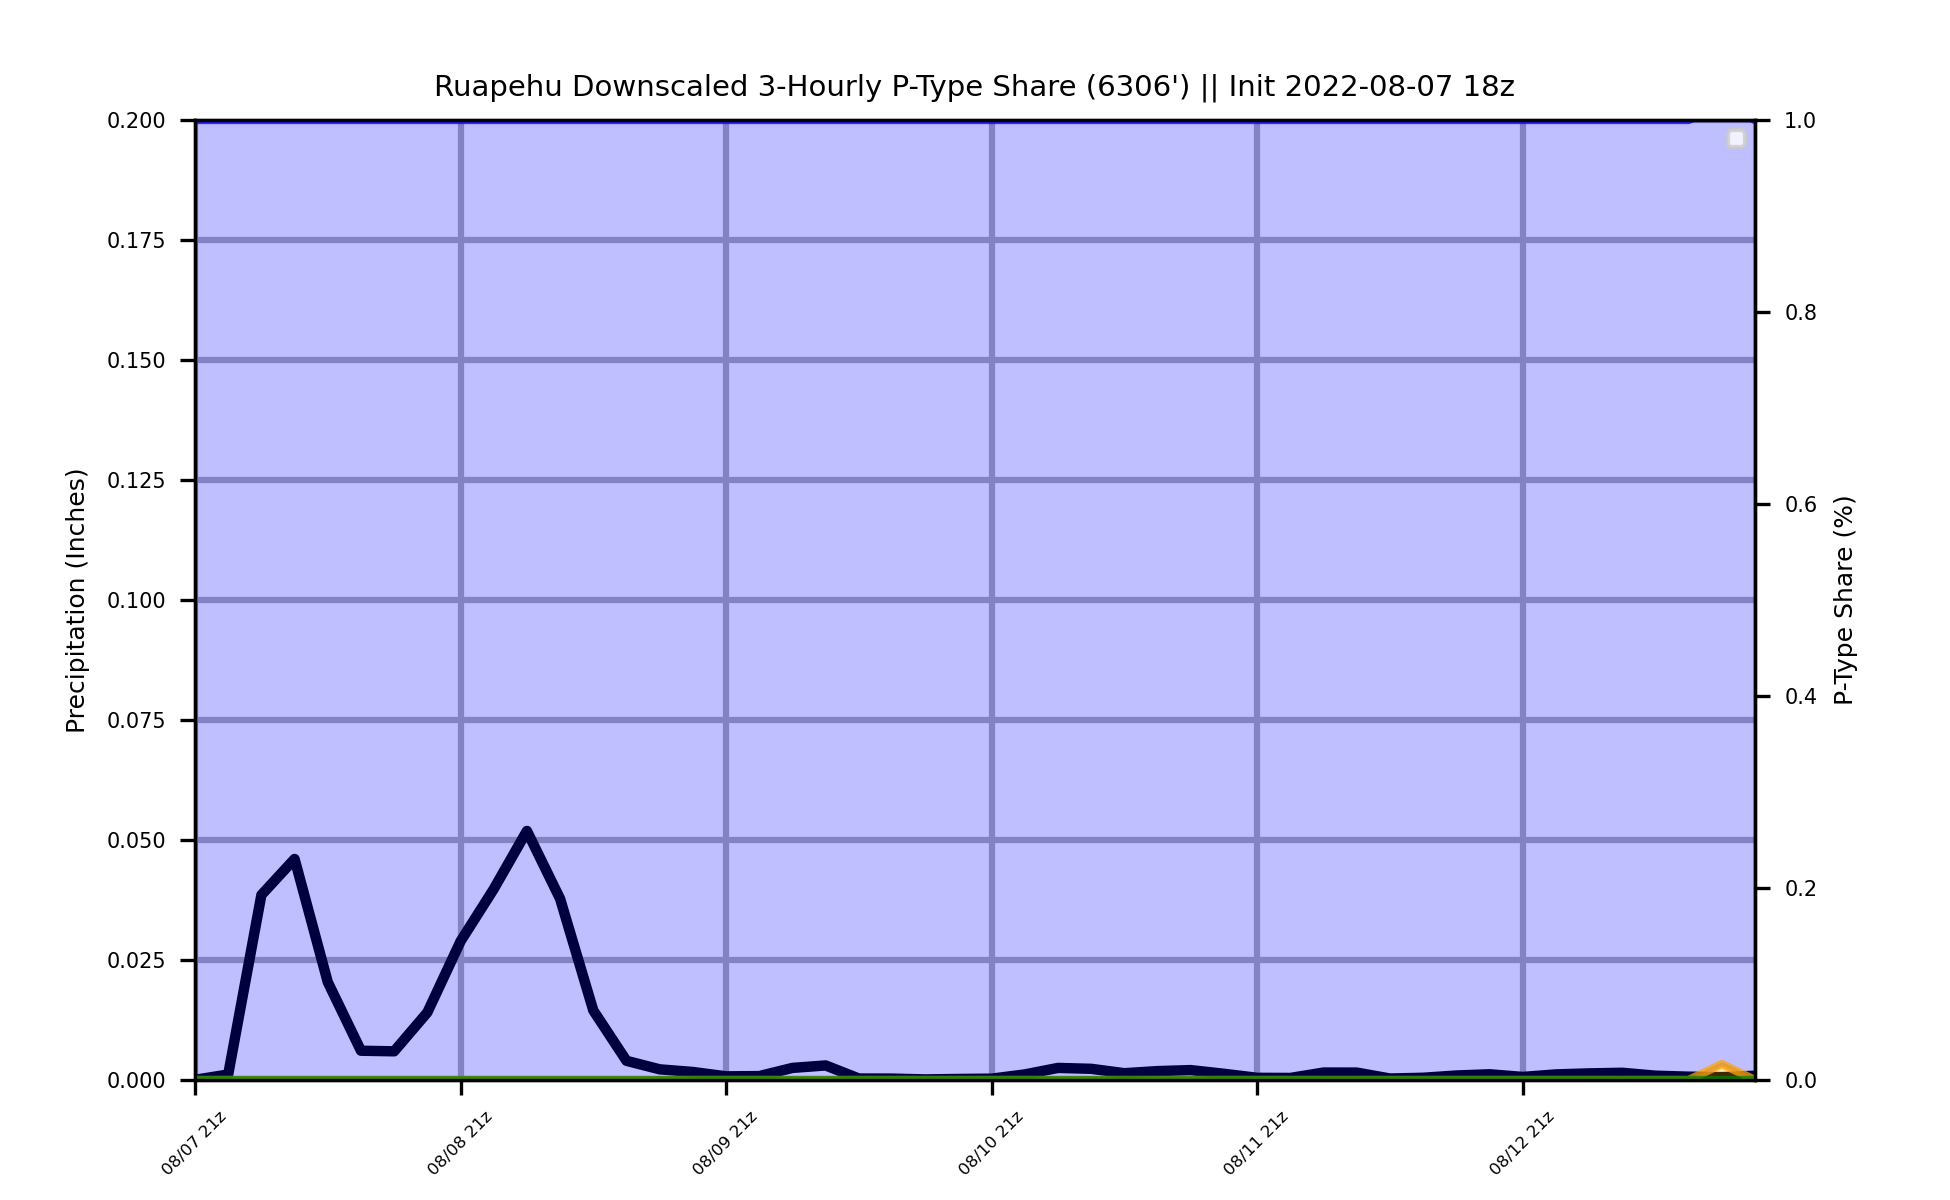 Ruapehu Downscaled 3-Hourly P-Type Share (6306') || Init 2022-08-07 18z
0.200
0.175
0.150
0.125
0.100
0.075
0.050
0.025
0.000
Precipitation (Inches)
1.0
0.8
0.6
0.4
0.2
0.0
P-Type Share (%)
08/07 21z
08/08 21z
08/09 21z
08/10 21z
08/11 21z
08/12 21z